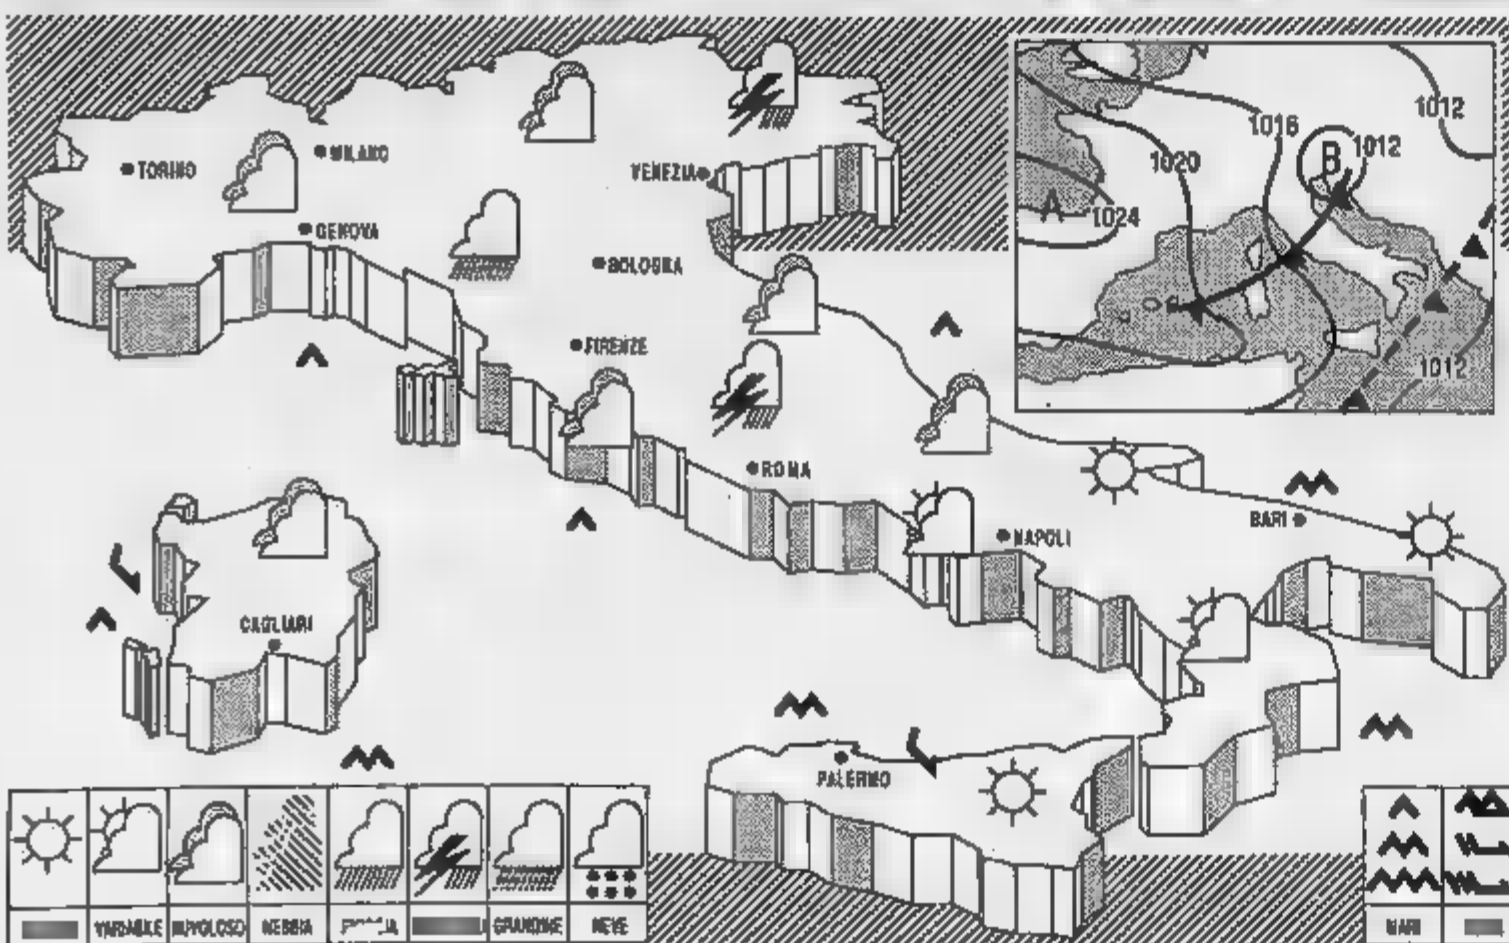 TORINO
MILANO
VENEZIA
GENOVA
BOLOGNA
FIRENZE
ROMA
NAPOLI
BARI
CAGLIARI
PALERMO
1012
1016
B 1012
1020
A 1024
1012
VARIABILE NUVOLOSO NEBBIA GRANDINE NEVE
MARI